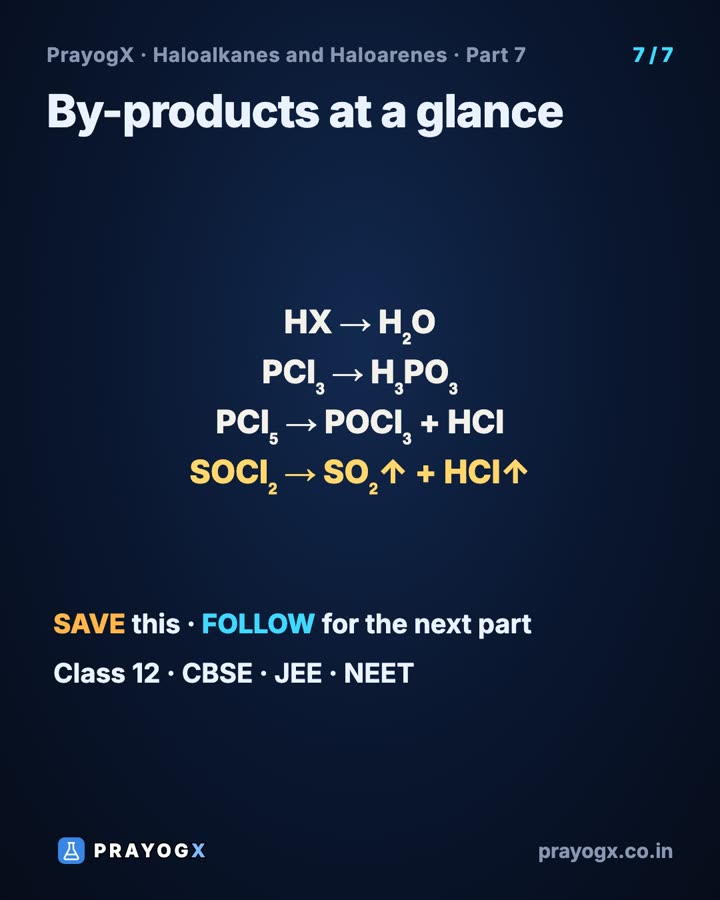 PrayogX · Haloalkanes and Haloarenes · Part 7
7 / 7
By-products at a glance
HX → H₂O
PCl₃ → H₃PO₃
PCl₅ → POCl₃ + HCl
SOCl₂ → SO₂↑ + HCl↑
SAVE this · FOLLOW for the next part
Class 12 · CBSE · JEE · NEET
PRAYOGX
prayogx.co.in